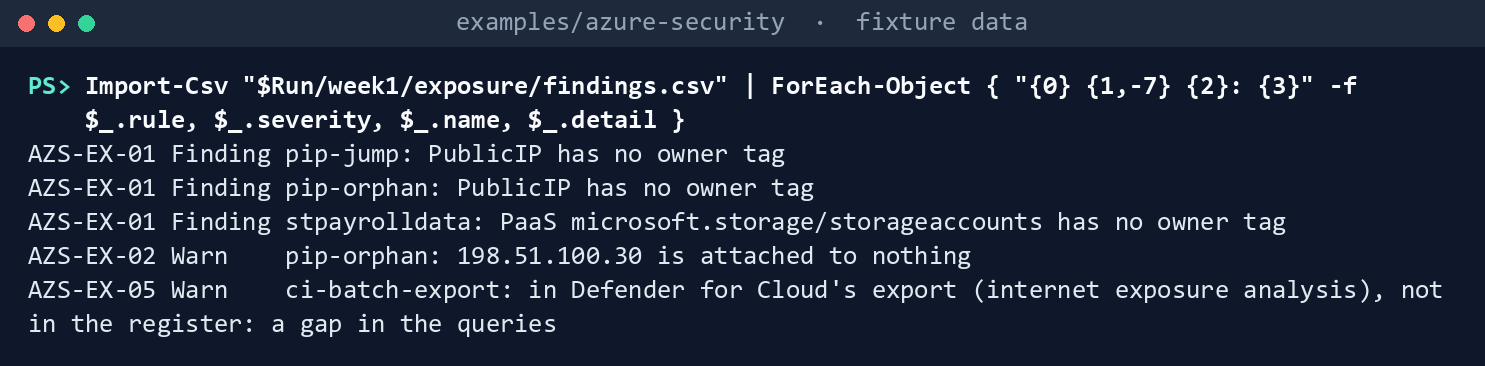 examples/azure-security · fixture data
PS> Import-Csv "$Run/week1/exposure/findings.csv" | ForEach-Object { "{0} {1,-7} {2}: {3}" -f
$_.rule, $_.severity, $_.name, $_.detail }
AZS-EX-01 Finding pip-jump: PublicIP has no owner tag
AZS-EX-01 Finding pip-orphan: PublicIP has no owner tag
AZS-EX-01 Finding stpayrolldata: PaaS microsoft.storage/storageaccounts has no owner tag
AZS-EX-02 Warn    pip-orphan: 198.51.100.30 is attached to nothing
AZS-EX-05 Warn    ci-batch-export: in Defender for Cloud's export (internet exposure analysis), not
in the register: a gap in the queries